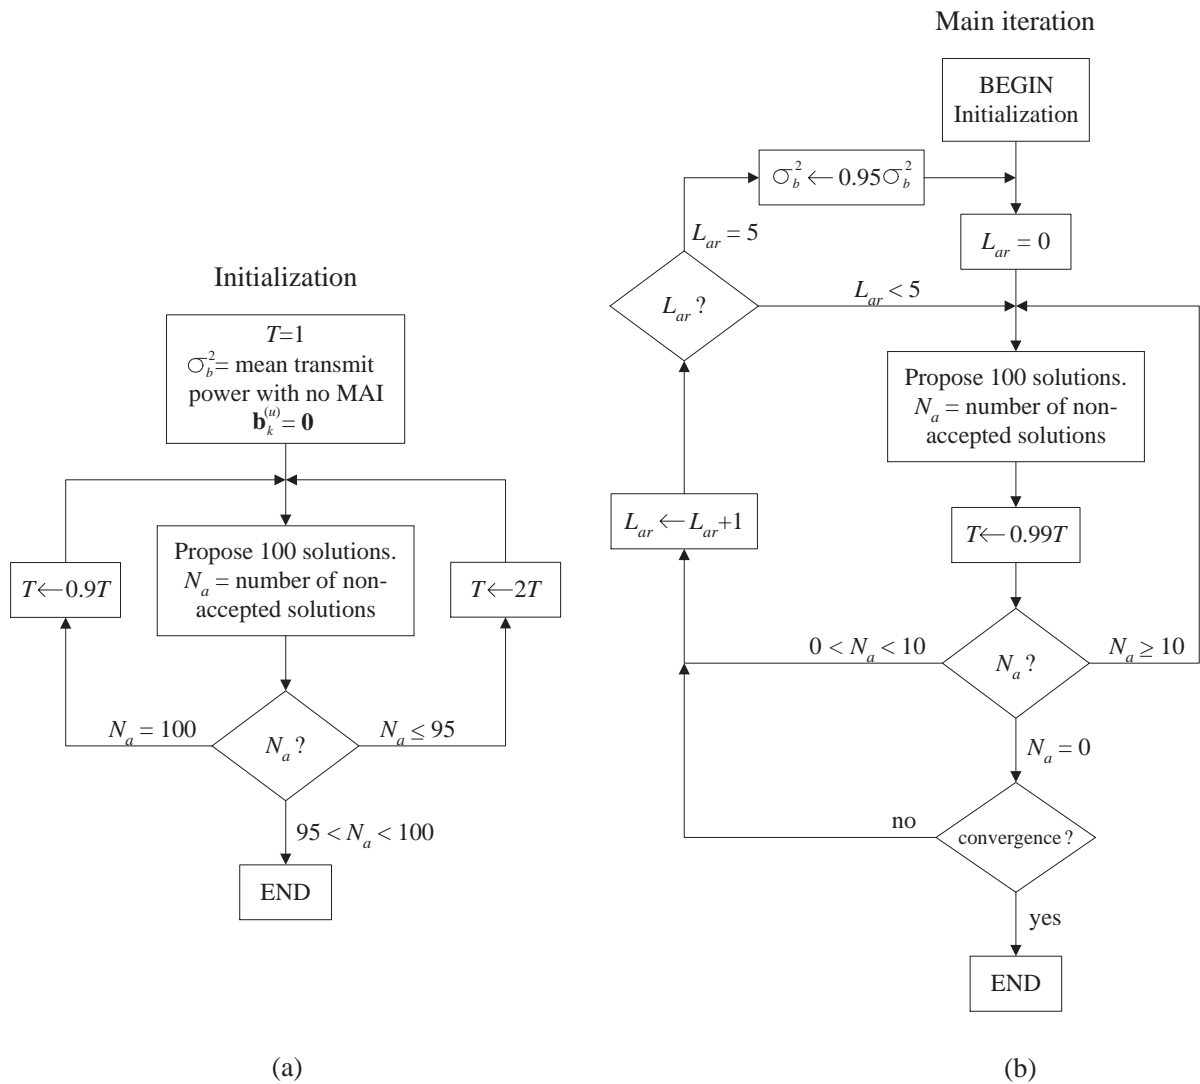 Initialization
T=1
σ_b^2= mean transmit
power with no MAI
b_k^(u)= 0
T←0.9T
Propose 100 solutions.
N_a = number of non-
accepted solutions
T←2T
N_a = 100
N_a ?
N_a ≤ 95
95 < N_a < 100
END
(a)
Main iteration
BEGIN
Initialization
σ_b^2 ← 0.95σ_b^2
L_ar = 5
L_ar = 0
L_ar ?
L_ar < 5
Propose 100 solutions.
N_a = number of non-
accepted solutions
L_ar ← L_ar+1
T← 0.99T
0 < N_a < 10
N_a ?
N_a ≥ 10
N_a = 0
no
convergence ?
yes
END
(b)